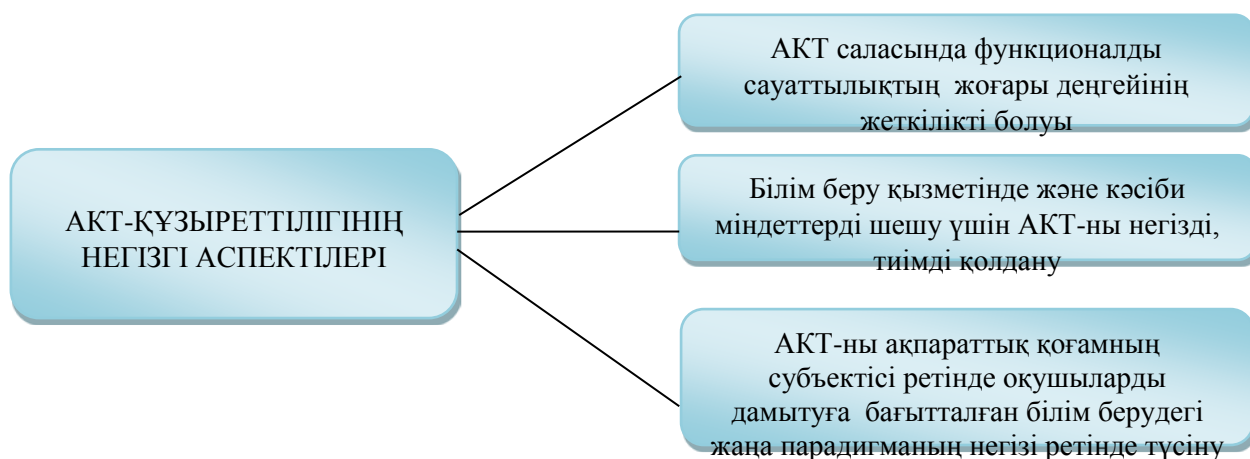 АКТ-ҚҰЗЫРЕТТІЛІГІНІҢ
НЕГІЗГІ АСПЕКТІЛЕРІ
АКТ саласында функционалды
сауаттылықтың жоғары деңгейінің
жеткілікті болуы
Білім беру қызметінде және кәсіби
міндеттерді шешу үшін АКТ-ны негізді,
тиімді қолдану
АКТ-ны ақпараттық қоғамның
субъектісі ретінде оқушыларды
дамытуға бағытталған білім берудегі
жаңа парадигманың негізі ретінде түсіну